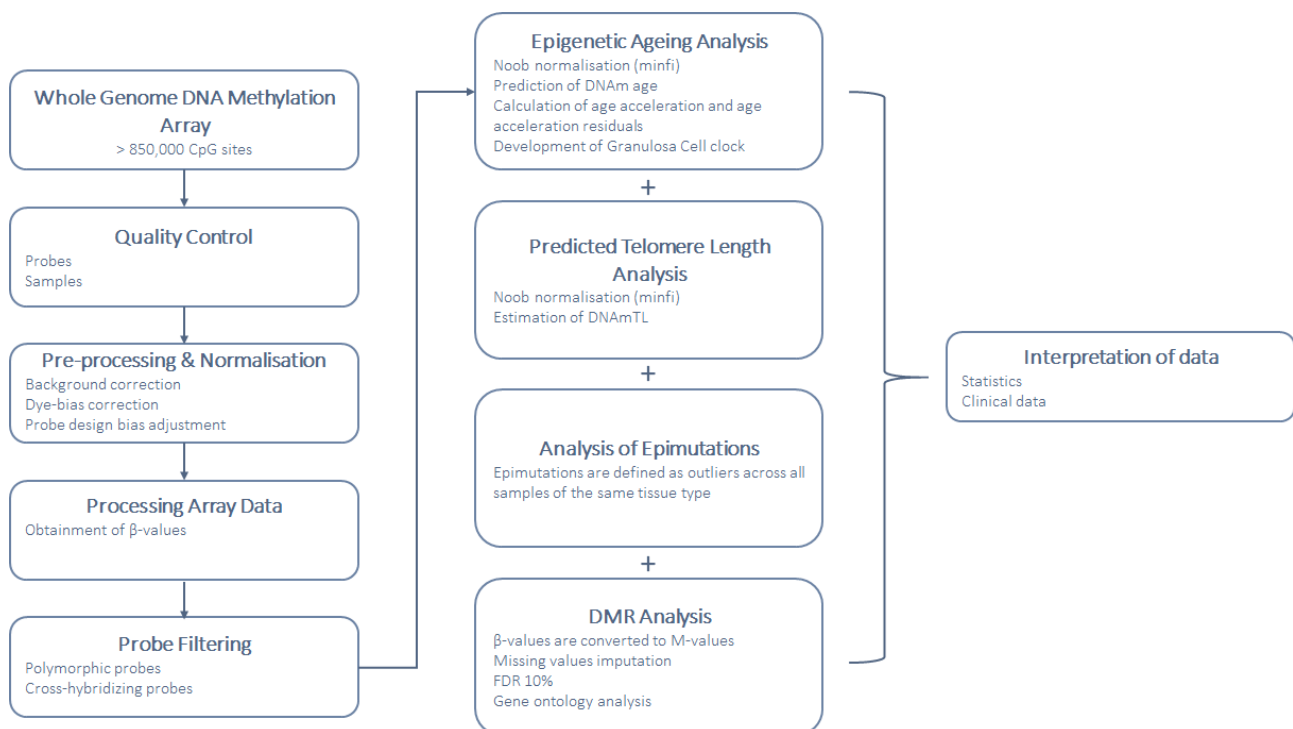 Whole Genome DNA Methylation
Array
> 850,000 CpG sites
Quality Control
Probes
Samples
Pre-processing & Normalisation
Background correction
Dye-bias correction
Probe design bias adjustment
Processing Array Data
Obtainment of β-values
Probe Filtering
Polymorphic probes
Cross-hybridizing probes
Epigenetic Ageing Analysis
Noob normalisation (minfi)
Prediction of DNAm age
Calculation of age acceleration and age
acceleration residuals
Development of Granulosa Cell clock
+
Predicted Telomere Length
Analysis
Noob normalisation (minfi)
Estimation of DNAmTL
+
Analysis of Epimutations
Epimutations are defined as outliers across all
samples of the same tissue type
+
DMR Analysis
β-values are converted to M-values
Missing values imputation
FDR 10%
Gene ontology analysis
Interpretation of data
Statistics
Clinical data